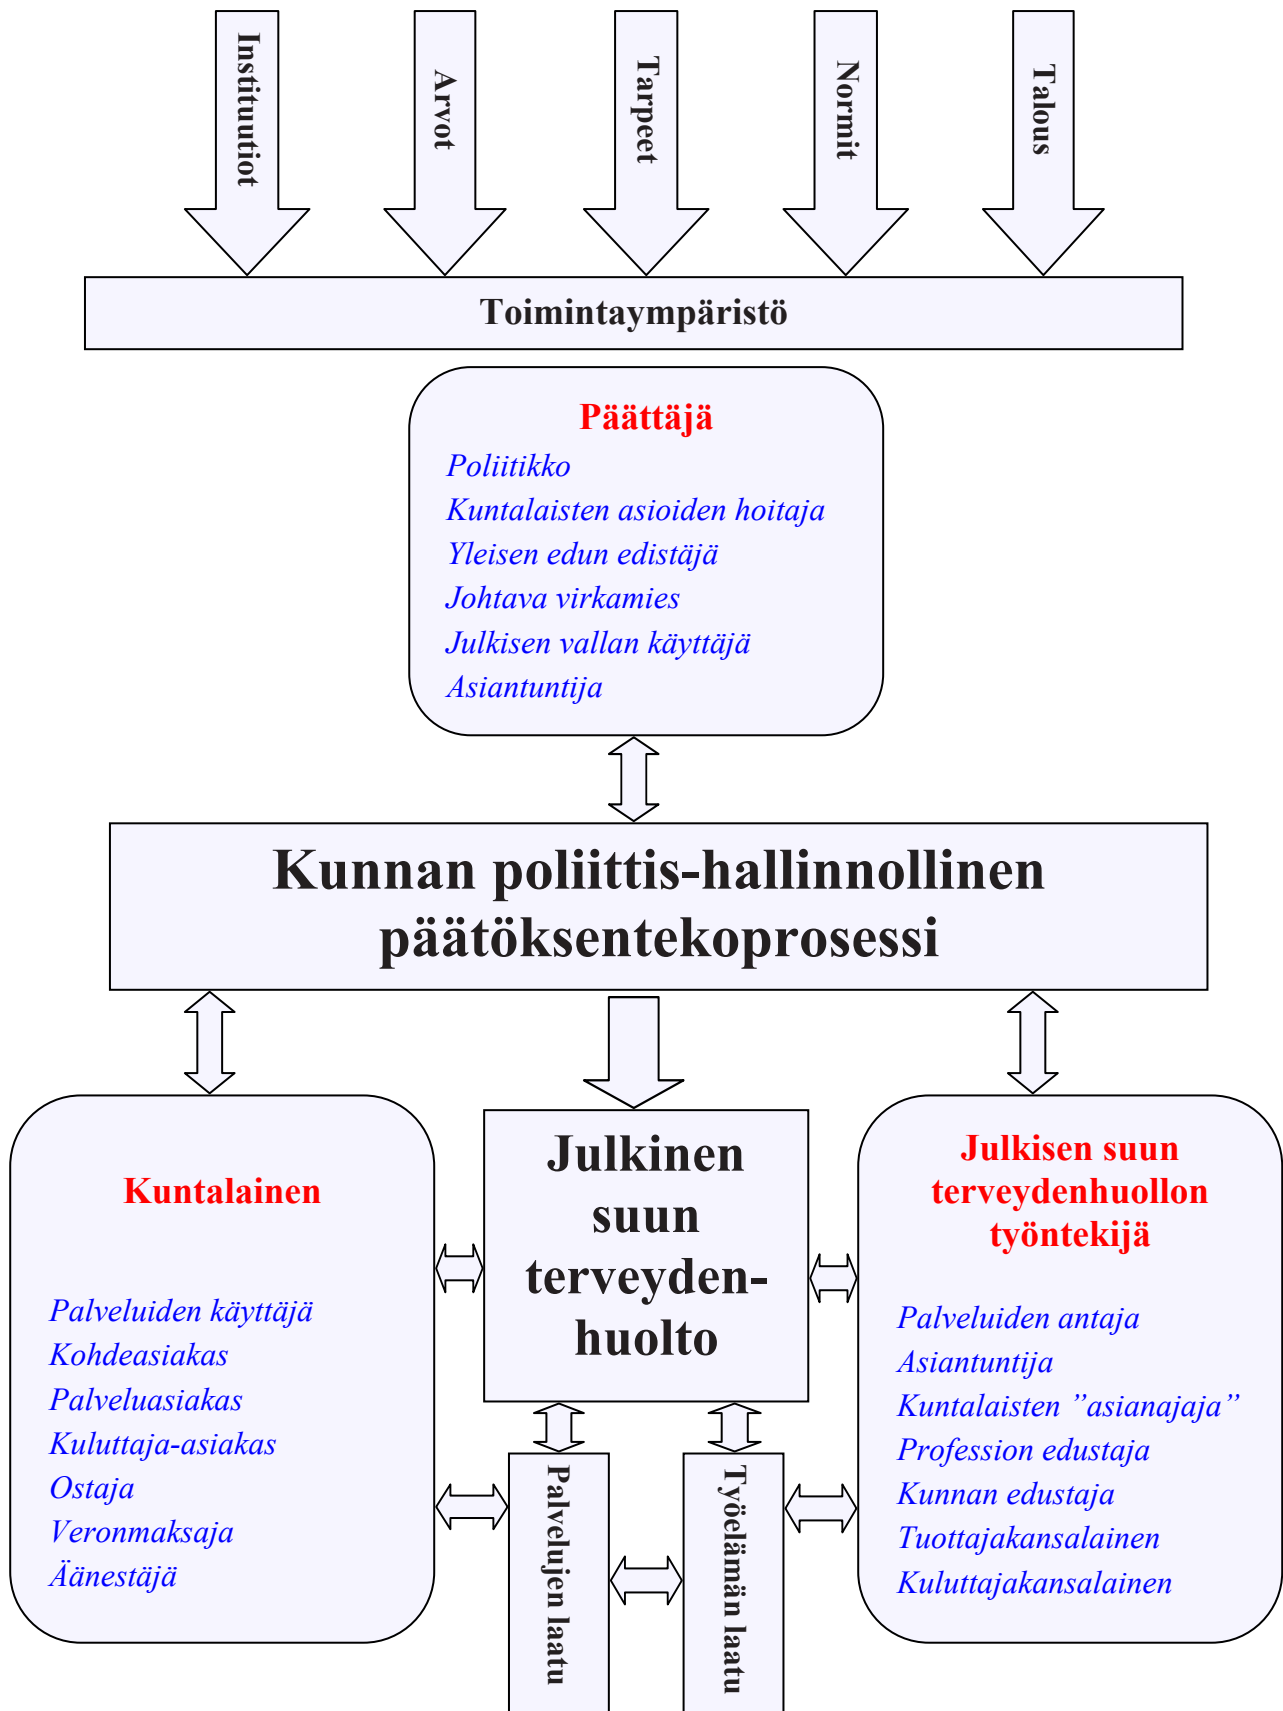 Instituutiot
Arvot
Tarpeet
Normit
Talous
Toimintaympäristö
Päättäjä
Poliitikko
Kuntalaisten asioiden hoitaja
Yleisen edun edistäjä
Johtava virkamies
Julkisen vallan käyttäjä
Asiantuntija
Kunnan poliittis-hallinnollinen
päätöksentekoprosessi
Kuntalainen
Palveluiden käyttäjä
Kohdeasiakas
Palveluasiakas
Kuluttaja-asiakas
Ostaja
Veronmaksaja
Äänestäjä
Julkinen
suun
terveyden-
huolto
Julkisen suun
terveydenhuollon
työntekijä
Palveluiden antaja
Asiantuntija
Kuntalaisten ”asianajaja”
Profession edustaja
Kunnan edustaja
Tuottajakansalainen
Kuluttajakansalainen
Palvelujen laatu
Työelämän laatu